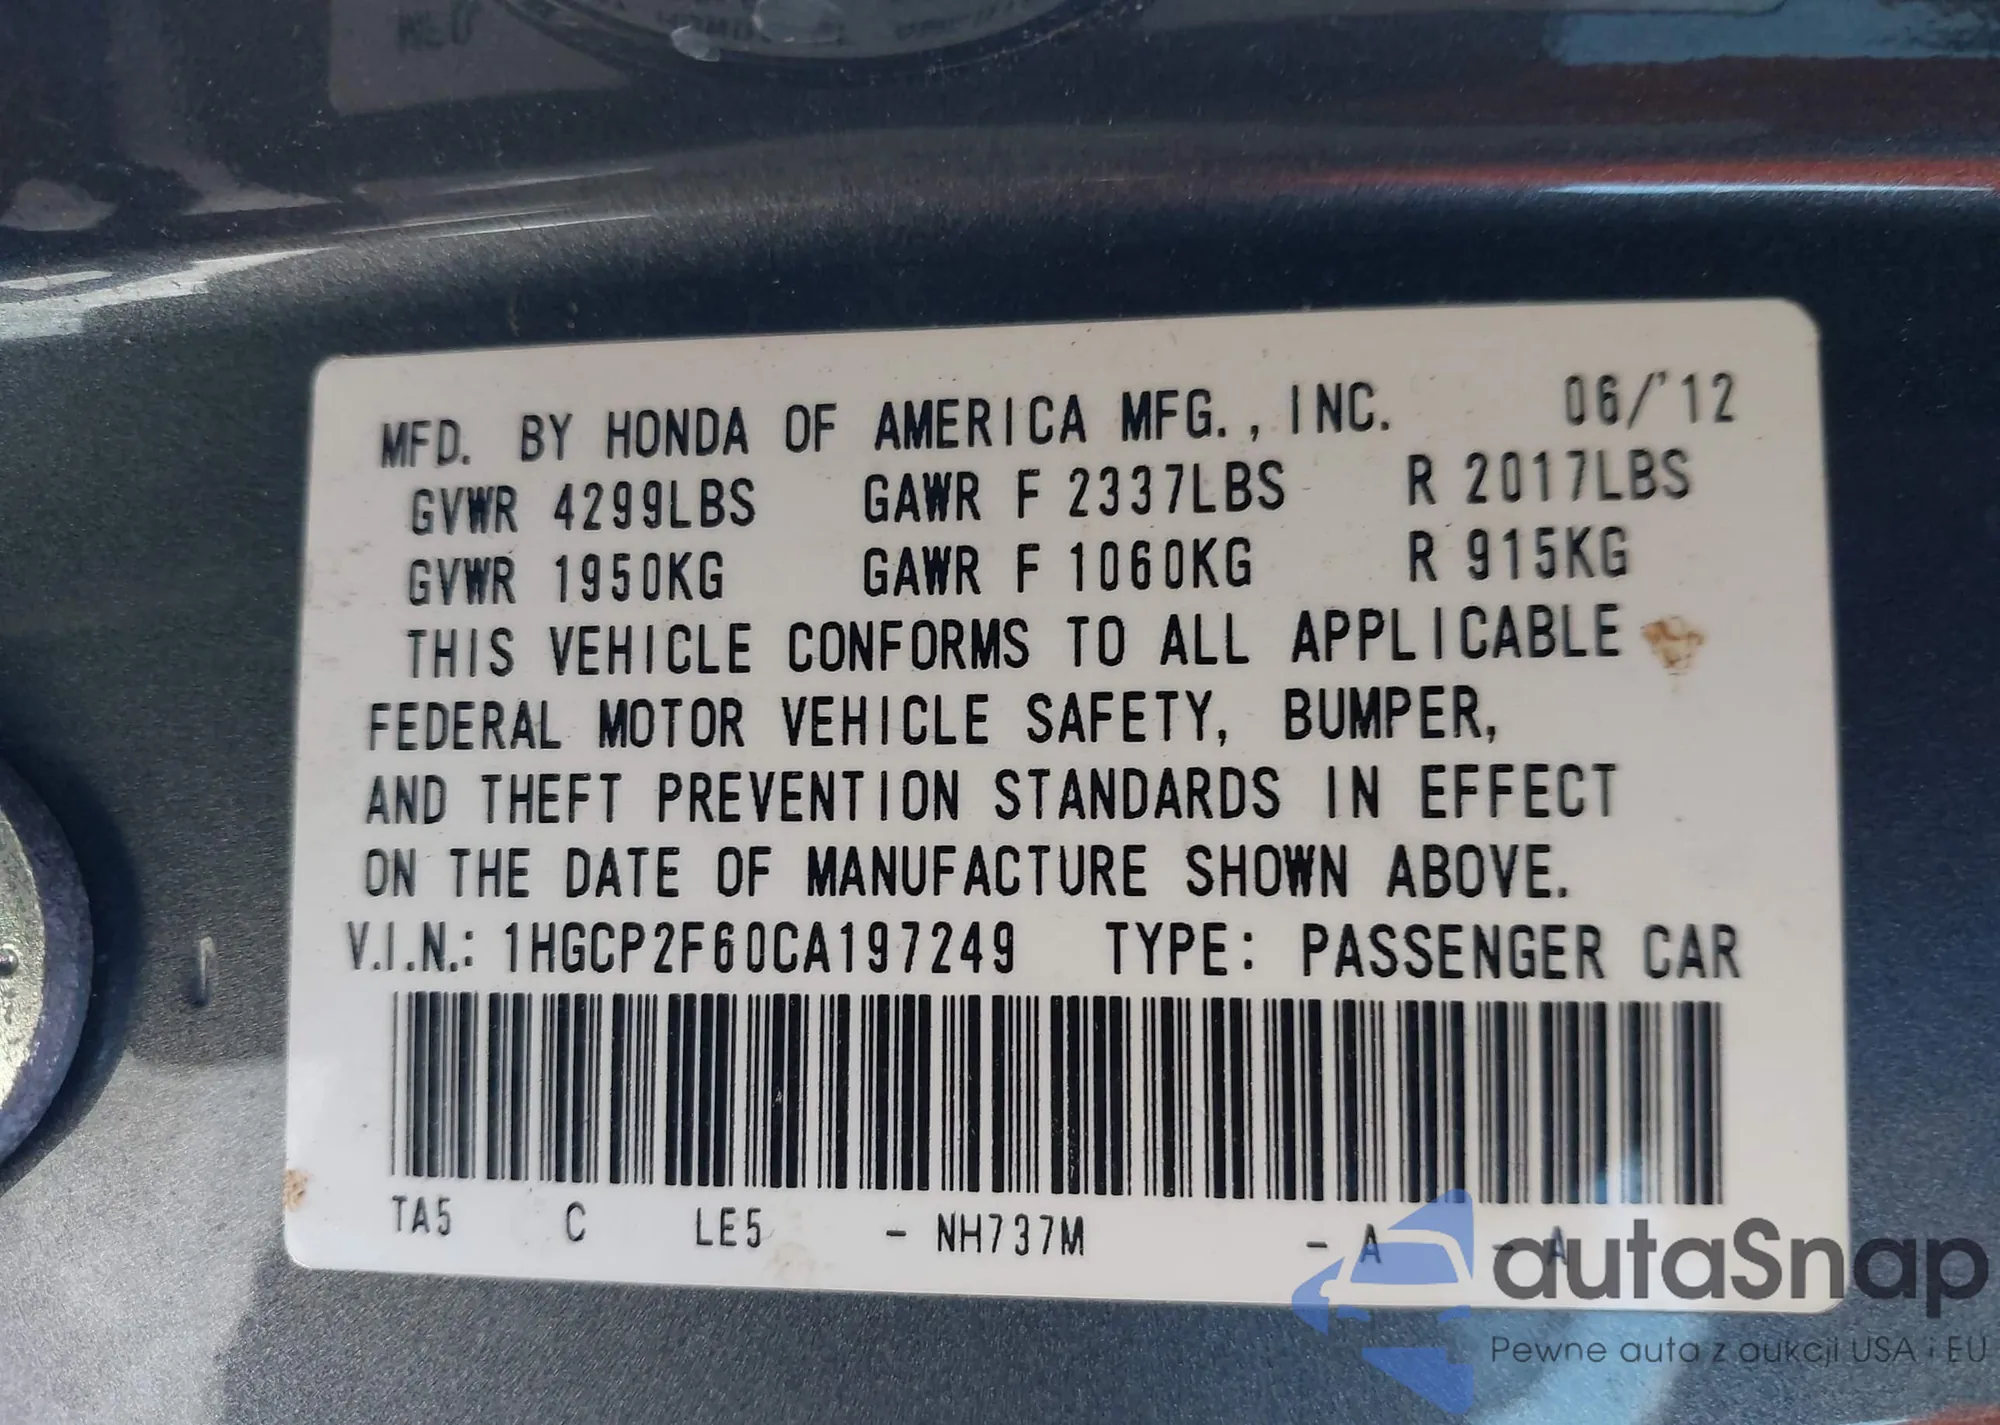 MFD. BY HONDA OF AMERICA MFG., INC. 06/'12
GVWR 4299LBS GAWR F 2337LBS R 2017LBS
GVWR 1950KG GAWR F 1060KG R 915KG
THIS VEHICLE CONFORMS TO ALL APPLICABLE
FEDERAL MOTOR VEHICLE SAFETY, BUMPER,
AND THEFT PREVENTION STANDARDS IN EFFECT
ON THE DATE OF MANUFACTURE SHOWN ABOVE.
V.I.N.: 1HGCP2F60CA197249 TYPE: PASSENGER CAR
TA5 C LE5 - NH737M - A - A
autaSnap
Pewne auta z aukcji USA i EU